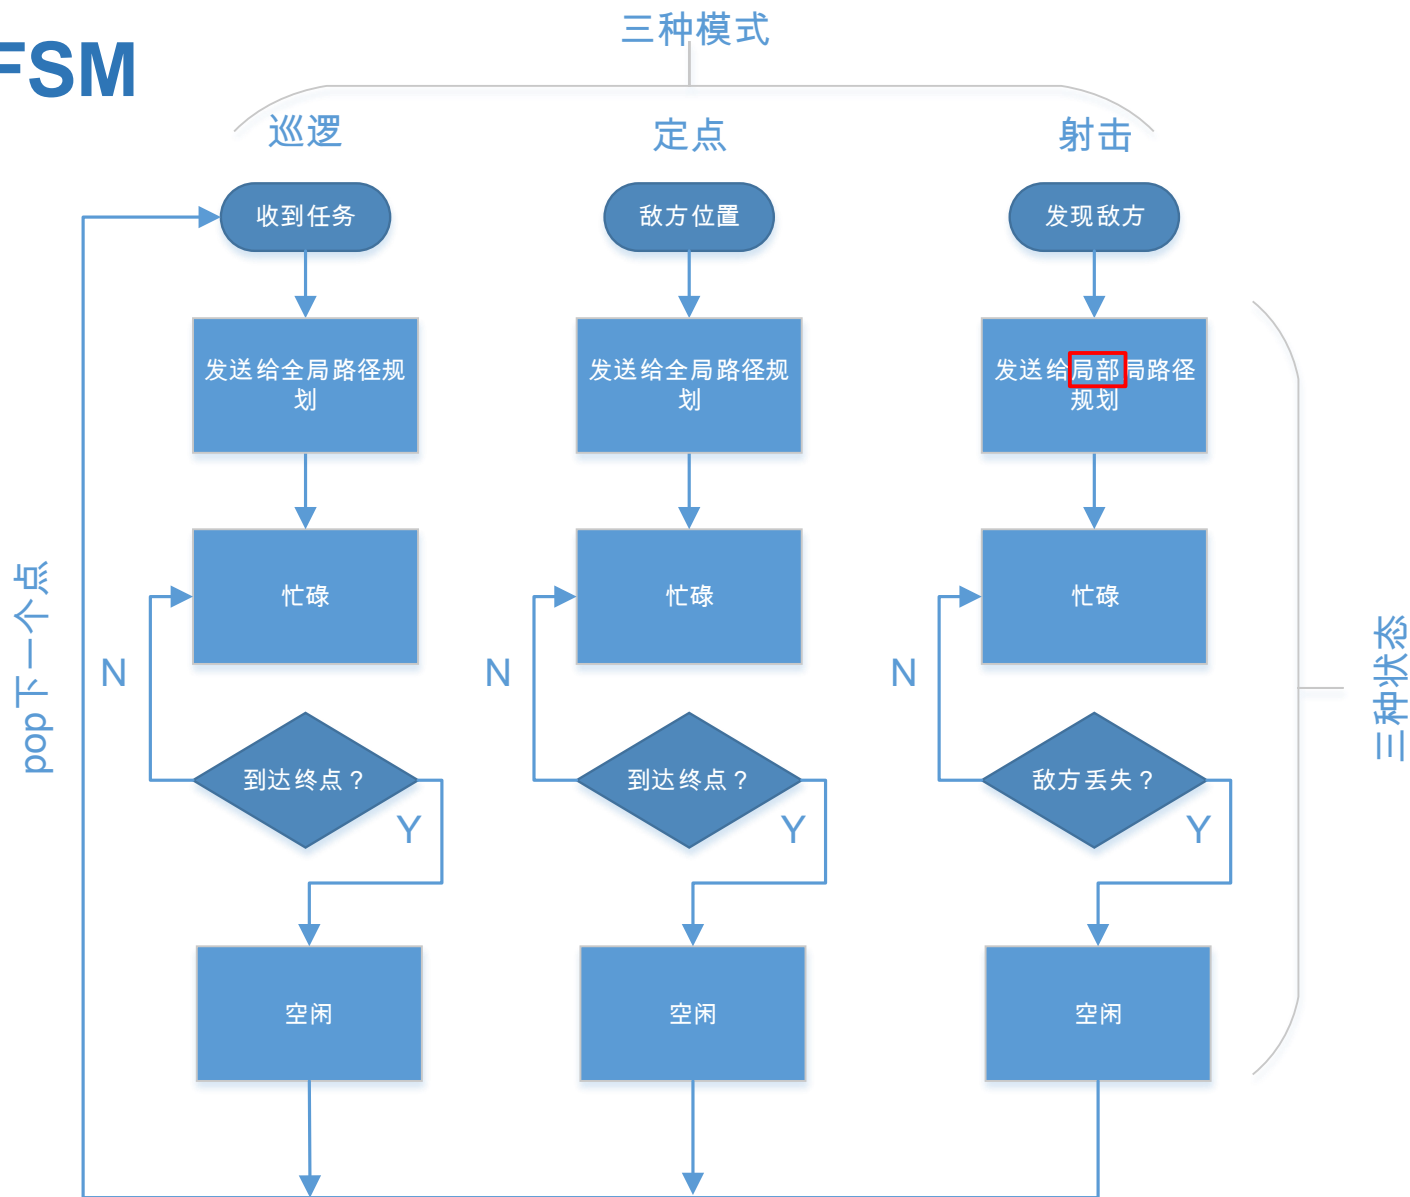 FSM
三种模式
巡逻
定点
射击
收到任务
敌方位置
发现敌方
发送给全局路径规
划
发送给全局路径规
划
发送给局部局路径
规划
忙碌
忙碌
忙碌
N
N
N
pop下一个点
三种状态
到达终点？
到达终点？
敌方丢失？
Y
Y
Y
空闲
空闲
空闲